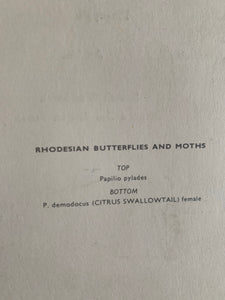 RHODESIAN BUTTERFLIES AND MOTHS
TOP
Papilio pylades
BOTTOM
P. demodocus (CITRUS SWALLOWTAIL) female